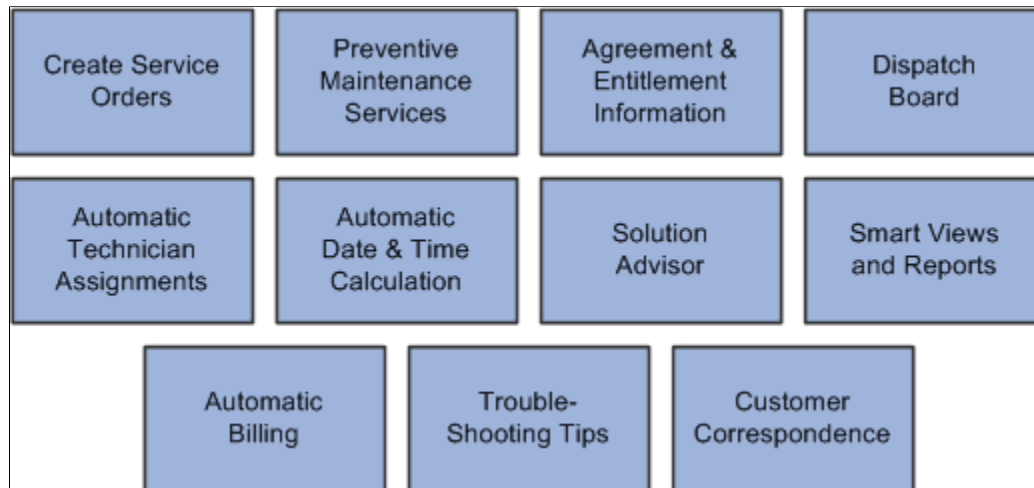 Create Service
Orders
Preventive
Maintenance
Services
Agreement &
Entitlement
Information
Dispatch
Board
Automatic
Technician
Assignments
Automatic
Date & Time
Calculation
Solution
Advisor
Smart Views
and Reports
Automatic
Billing
Trouble-
Shooting Tips
Customer
Correspondence